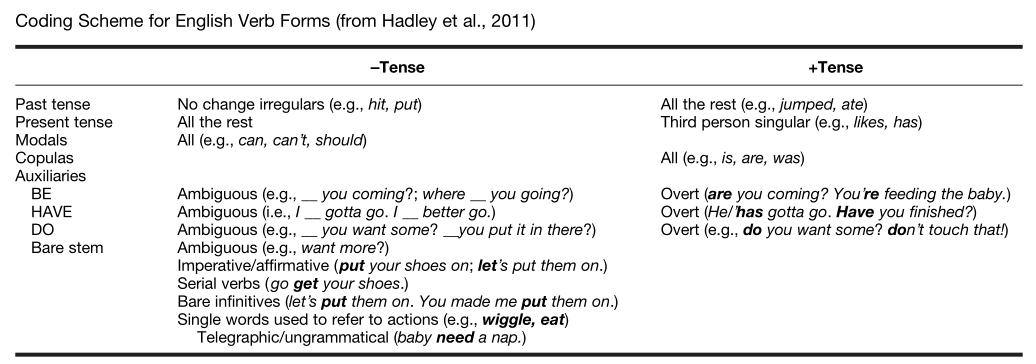 Coding Scheme for English Verb Forms (from Hadley et al., 2011)
–Tense +Tense
Past tense No change irregulars (e.g., hit, put) All the rest (e.g., jumped, ate)
Present tense All the rest Third person singular (e.g., likes, has)
Modals All (e.g., can, can't, should)
Copulas All (e.g., is, are, was)
Auxiliaries
BE Ambiguous (e.g., __ you coming?; where __ you going?) Overt (are you coming? You're feeding the baby.)
HAVE Ambiguous (i.e., I __ gotta go. I __ better go.) Overt (He/'has gotta go. Have you finished?)
DO Ambiguous (e.g., __ you want some? __you put it in there?) Overt (e.g., do you want some? don't touch that!)
Bare stem Ambiguous (e.g., want more?)
Imperative/affirmative (put your shoes on; let's put them on.)
Serial verbs (go get your shoes.)
Bare infinitives (let's put them on. You made me put them on.)
Single words used to refer to actions (e.g., wiggle, eat)
Telegraphic/ungrammatical (baby need a nap.)